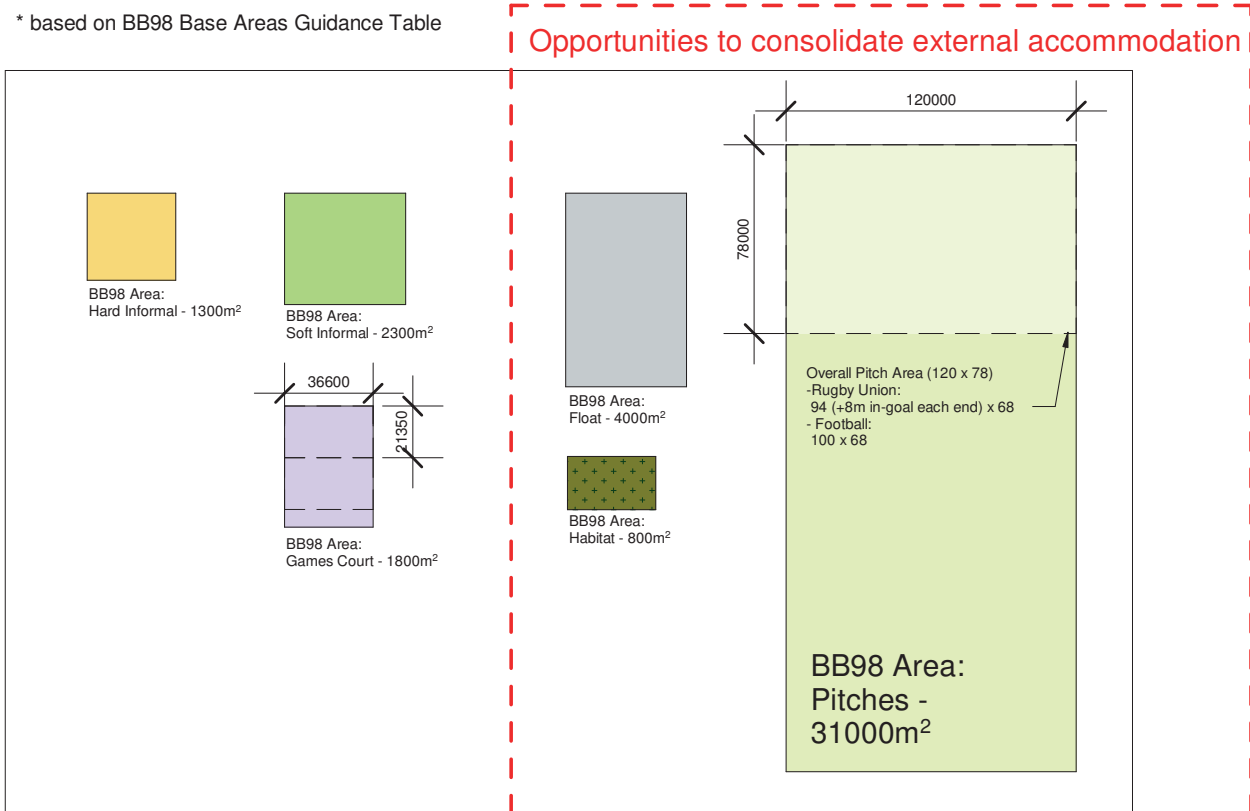 * based on BB98 Base Areas Guidance Table
Opportunities to consolidate external accommodation
120000
78000
BB98 Area:
Hard Informal - 1300m²
BB98 Area:
Soft Informal - 2300m²
36600
21350
BB98 Area:
Games Court - 1800m²
BB98 Area:
Float - 4000m²
BB98 Area:
Habitat - 800m²
Overall Pitch Area (120 x 78)
-Rugby Union:
94 (+8m in-goal each end) x 68
- Football:
100 x 68
BB98 Area:
Pitches -
31000m²